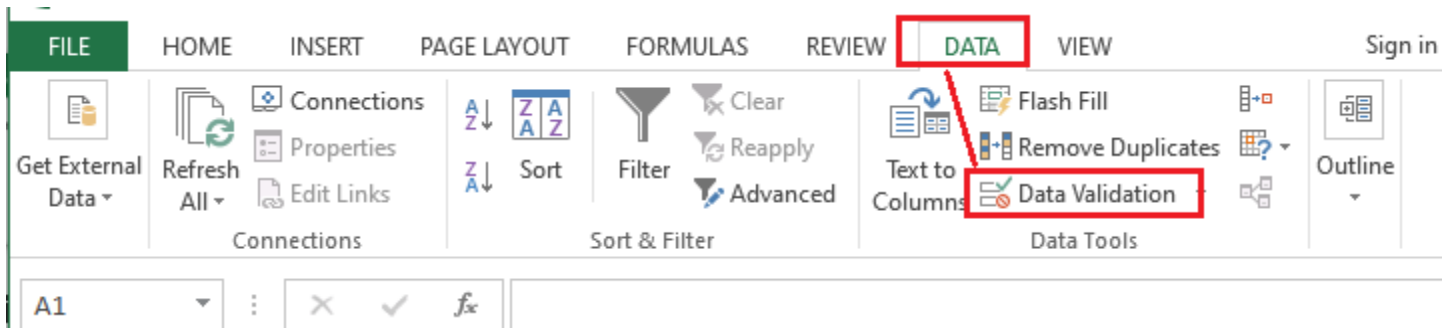 FILE HOME INSERT PAGE LAYOUT FORMULAS REVIEW DATA VIEW Sign in
Get External
Data
Refresh
All
Connections
Properties
Edit Links
Connections
A
Z
Z
A
Z A
A Z
Sort
Filter
Clear
Reapply
Advanced
Sort & Filter
Text to
Columns
Flash Fill
Remove Duplicates
Data Validation
Data Tools
?
Outline
A1
fx